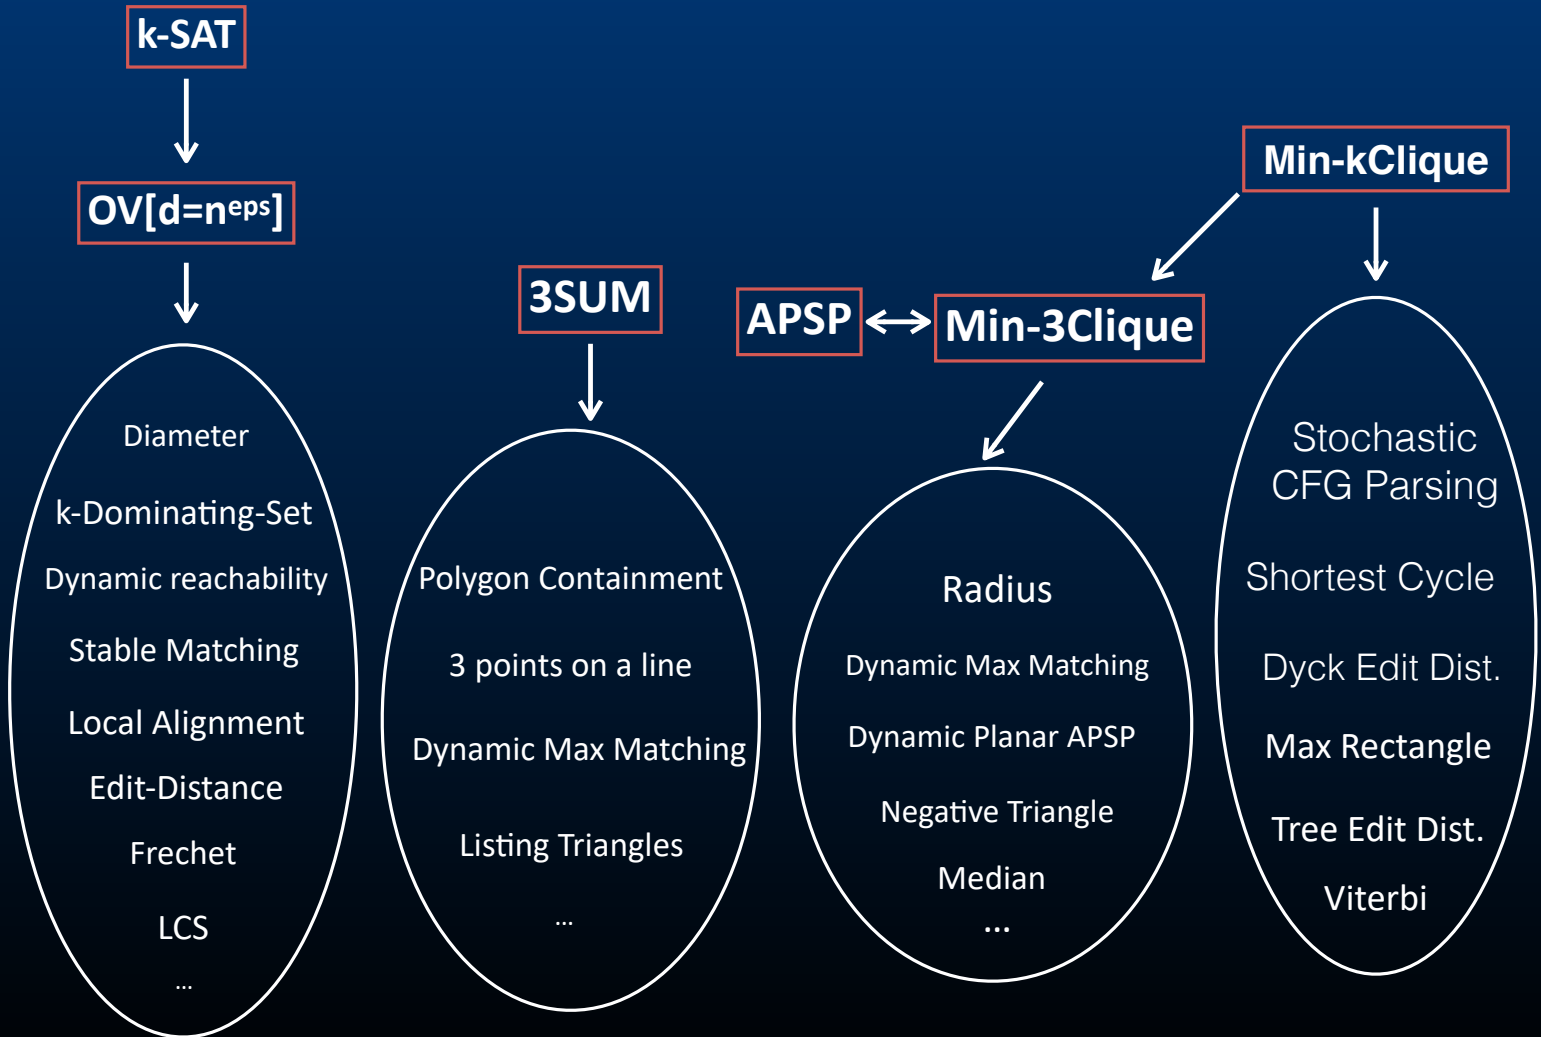 k-SAT
OV[d=n^eps]
Diameter
k-Dominating-Set
Dynamic reachability
Stable Matching
Local Alignment
Edit-Distance
Frechet
LCS
...
3SUM
Polygon Containment
3 points on a line
Dynamic Max Matching
Listing Triangles
...
APSP
Min-3Clique
Radius
Dynamic Max Matching
Dynamic Planar APSP
Negative Triangle
Median
...
Min-kClique
Stochastic
CFG Parsing
Shortest Cycle
Dyck Edit Dist.
Max Rectangle
Tree Edit Dist.
Viterbi